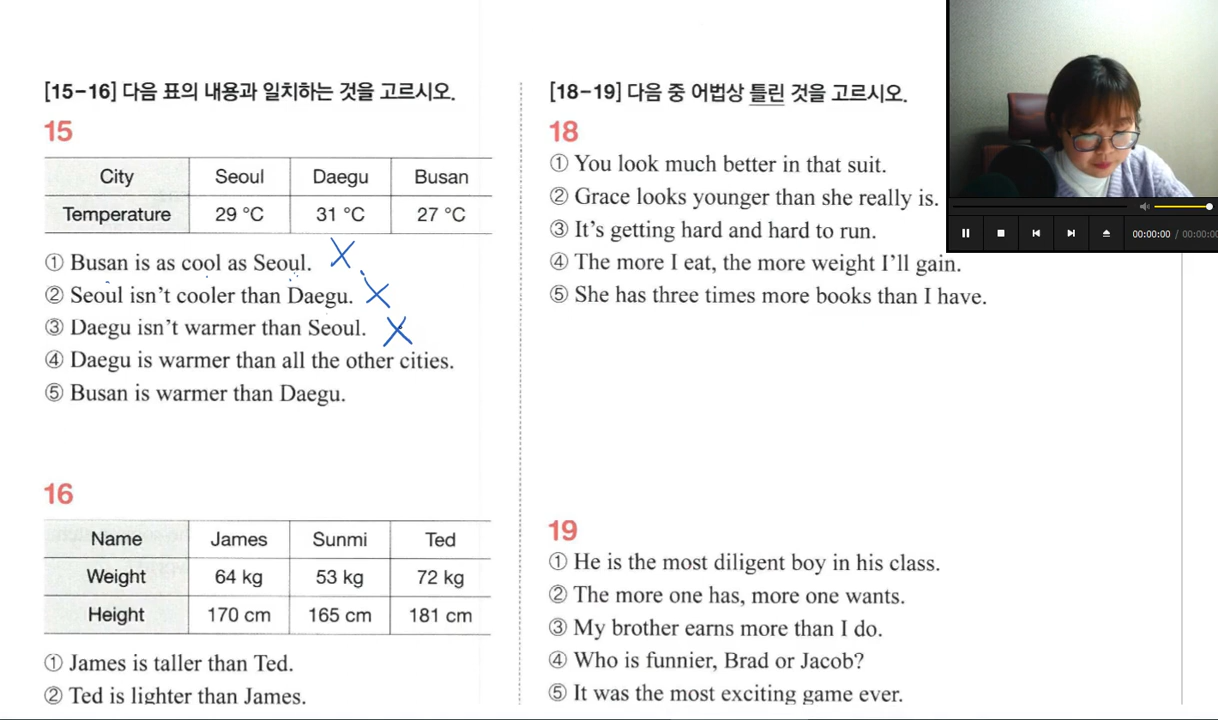 [15-16] 다음 표의 내용과 일치하는 것을 고르시오.
15
City Seoul Daegu Busan
Temperature 29 °C 31 °C 27 °C
① Busan is as cool as Seoul.
② Seoul isn't cooler than Daegu.
③ Daegu isn't warmer than Seoul.
④ Daegu is warmer than all the other cities.
⑤ Busan is warmer than Daegu.
16
Name James Sunmi Ted
Weight 64 kg 53 kg 72 kg
Height 170 cm 165 cm 181 cm
① James is taller than Ted.
② Ted is lighter than James.
[18-19] 다음 중 어법상 틀린 것을 고르시오.
18
① You look much better in that suit.
② Grace looks younger than she really is.
③ It's getting hard and hard to run.
④ The more I eat, the more weight I'll gain.
⑤ She has three times more books than I have.
19
① He is the most diligent boy in his class.
② The more one has, more one wants.
③ My brother earns more than I do.
④ Who is funnier, Brad or Jacob?
⑤ It was the most exciting game ever.
00:00:00 / 00:00:00